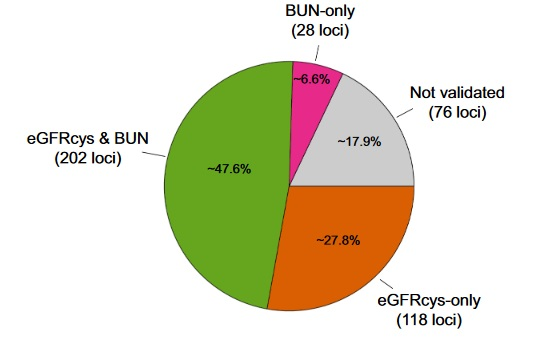 BUN-only
(28 loci)
~6.6%
Not validated
(76 loci)
~17.9%
eGFRcys & BUN
(202 loci)
~47.6%
~27.8%
eGFRcys-only
(118 loci)